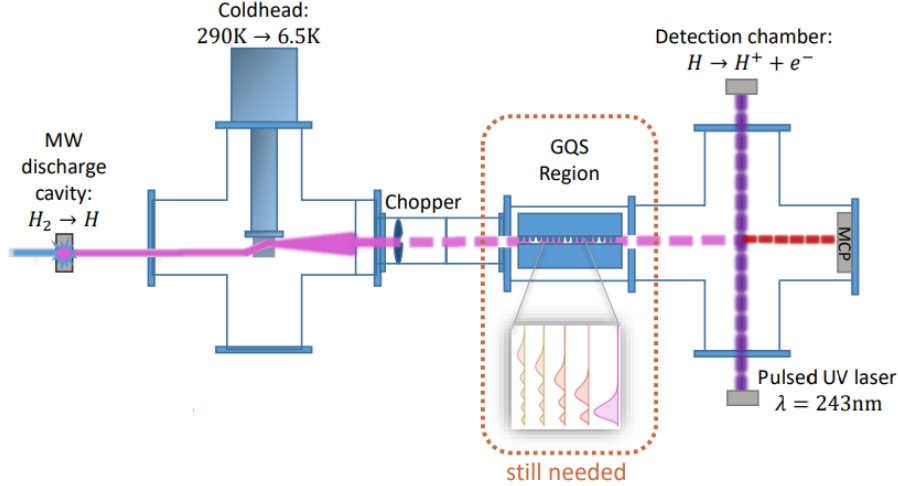 Coldhead:
290K → 6.5K
Detection chamber:
H → H⁺ + e⁻
MW
discharge
cavity:
H₂ → H
Chopper
GQS
Region
MCP
Pulsed UV laser
λ = 243nm
still needed